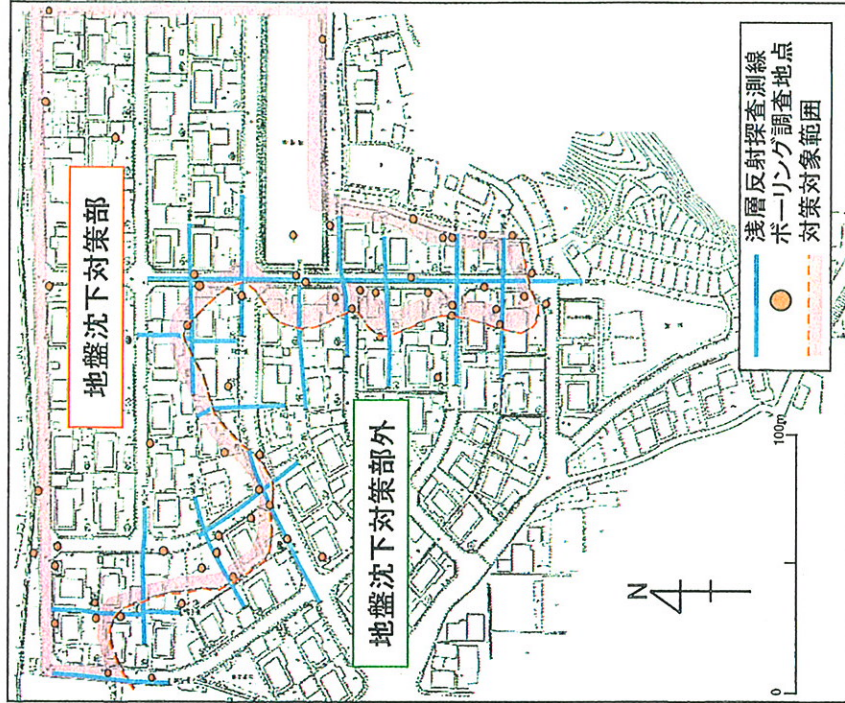 地盤沈下対策部
地盤沈下対策部外
浅層反射探査測線
ボーリング調査地点
対策対象範囲
N
0
100m